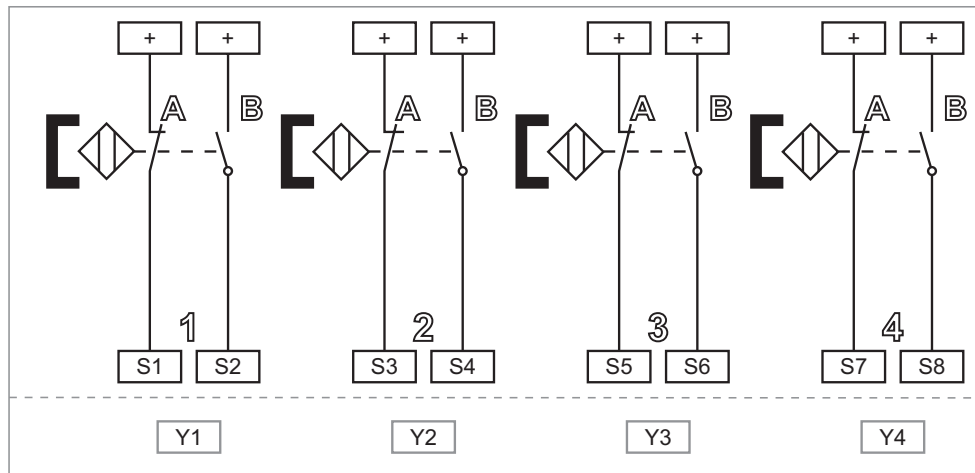 + + + + + + + +
A B A B A B A B
1 2 3 4
S1 S2 S3 S4 S5 S6 S7 S8
Y1 Y2 Y3 Y4